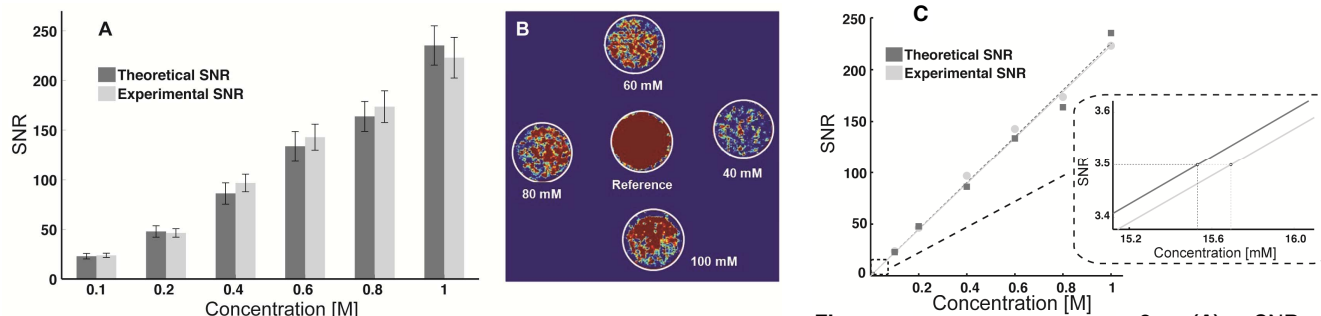 A
Theoretical SNR
Experimental SNR
SNR
250
200
150
100
50
0
0.1 0.2 0.4 0.6 0.8 1
Concentration [M]
B
60 mM
40 mM
80 mM
Reference
100 mM
C
Theoretical SNR
Experimental SNR
SNR
250
200
150
100
50
0
0.2 0.4 0.6 0.8 1
Concentration [M]
3.6
3.5
3.4
SNR
15.2 15.6 16.0
Concentration [mM]